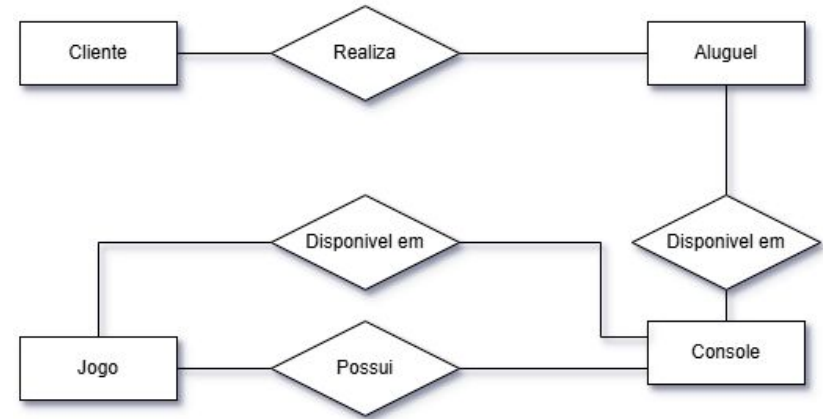 Cliente
Realiza
Aluguel
Disponivel em
Disponivel em
Jogo
Possui
Console